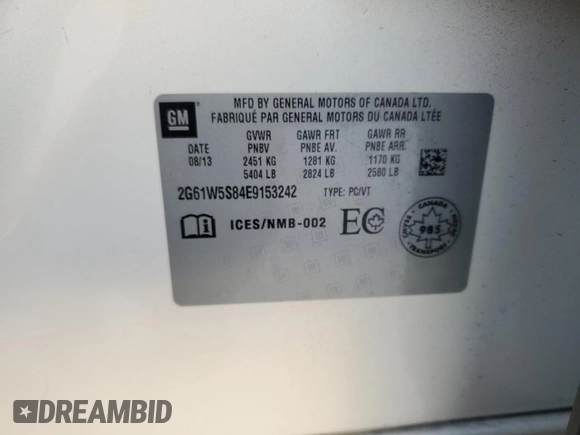 GM
MFD BY GENERAL MOTORS OF CANADA LTD.
FABRIQUÉ PAR GENERAL MOTORS DU CANADA LTÉE
GVWR GAWR FRT GAWR RR
DATE PNBV PNBE AV. PNBE ARR.
08/13 2451 KG 1281 KG 1170 KG
5404 LB 2824 LB 2580 LB
2G61W5S84E9153242 TYPE: PC/VT
ICES/NMB-002 EC
CANADA
985
TRANSPORT
DREAMBID